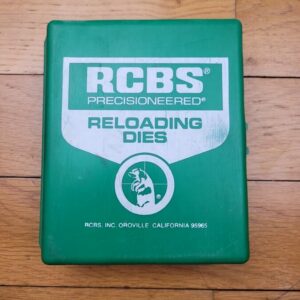 RCBS®
PRECISIONEERED®
RELOADING
DIES
®
RCBS, INC. OROVILLE, CALIFORNIA 95965